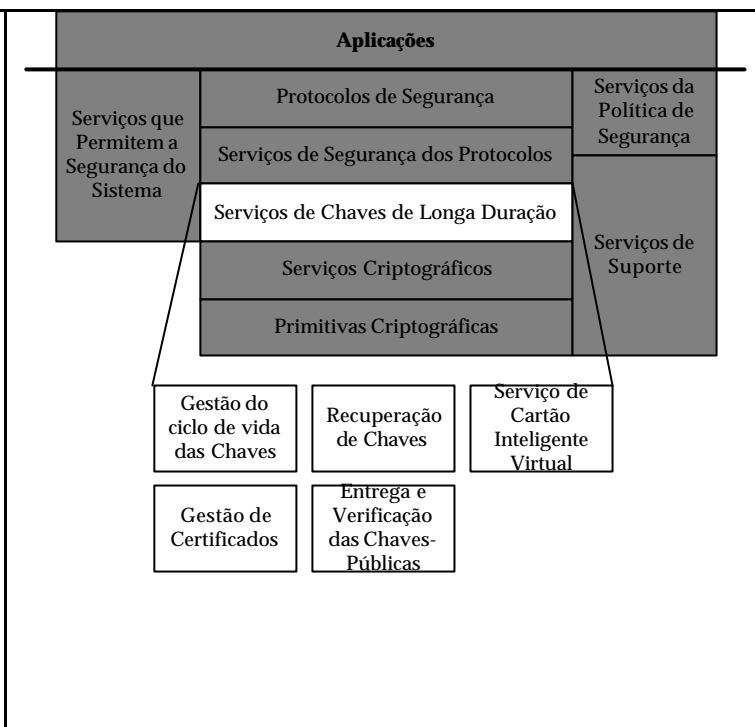 Aplicações
Serviços que
Permitem a
Segurança do
Sistema
Protocolos de Segurança
Serviços de Segurança dos Protocolos
Serviços de Chaves de Longa Duração
Serviços Criptográficos
Primitivas Criptográficas
Serviços da
Política de
Segurança
Serviços de
Suporte
Gestão do
ciclo de vida
das Chaves
Recuperação
de Chaves
Serviço de
Cartão
Inteligente
Virtual
Gestão de
Certificados
Entrega e
Verificação
das Chaves-
Públicas